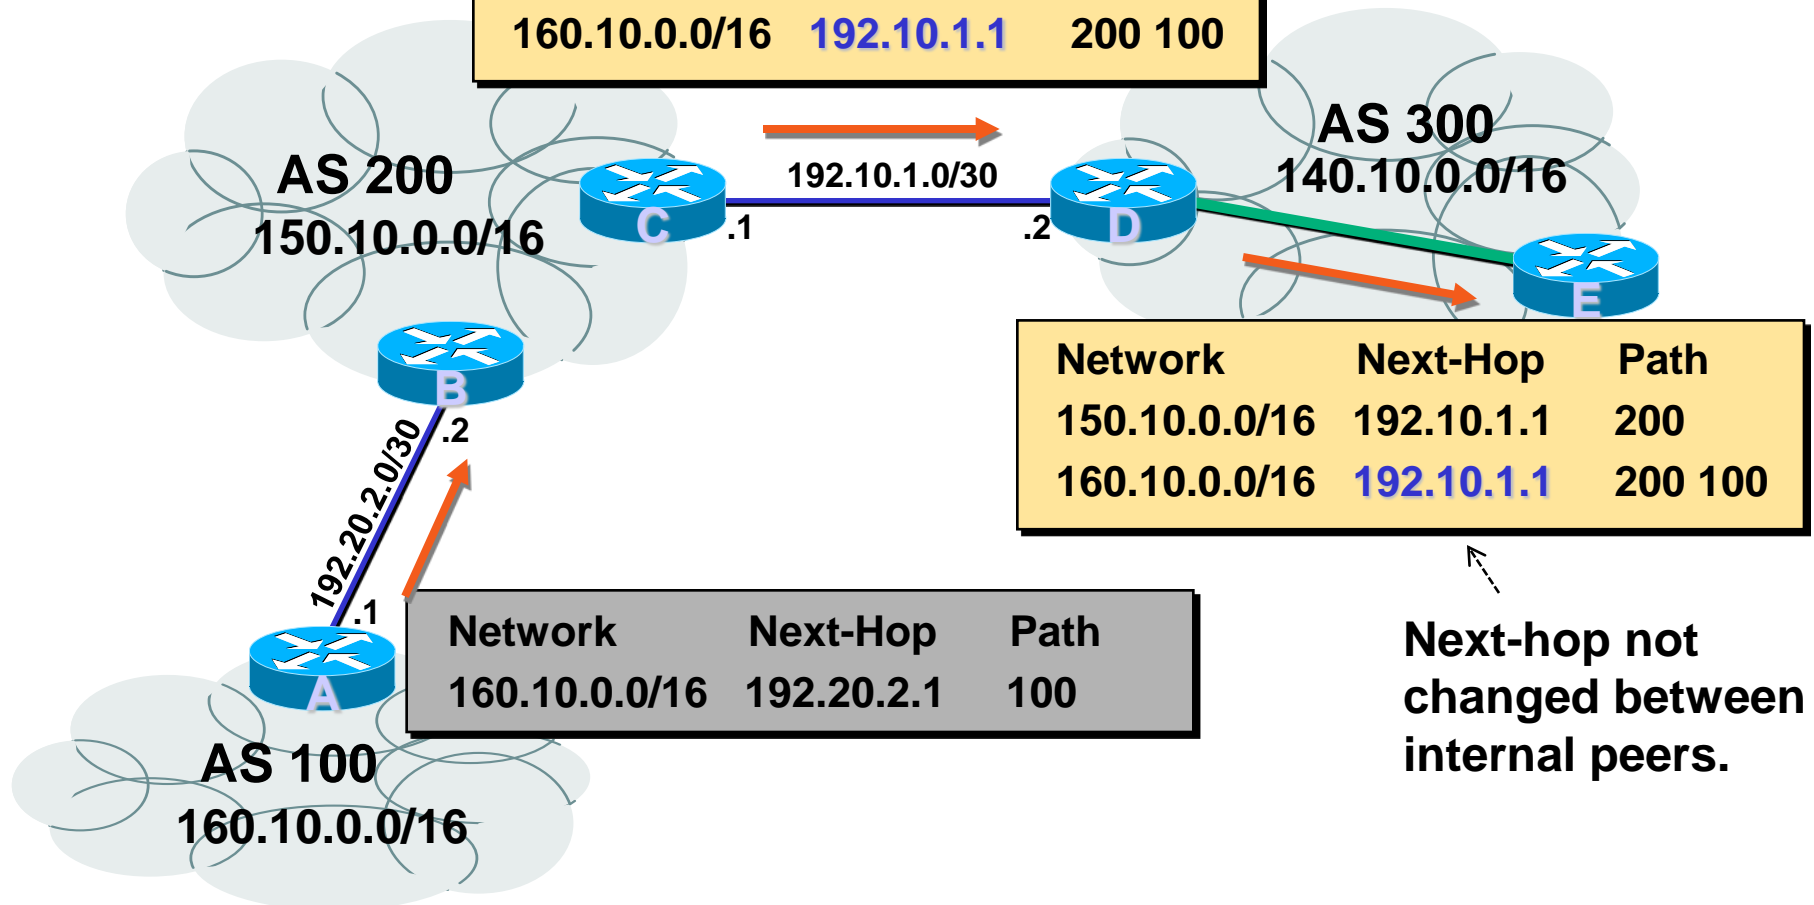 160.10.0.0/16 192.10.1.1 200 100
AS 300
140.10.0.0/16
AS 200
150.10.0.0/16
192.10.1.0/30
C
.1
.2
D
E
B
.2
192.20.2.0/30
.1
A
Network Next-Hop Path
150.10.0.0/16 192.10.1.1 200
160.10.0.0/16 192.10.1.1 200 100
Network Next-Hop Path
160.10.0.0/16 192.20.2.1 100
Next-hop not
changed between
internal peers.
AS 100
160.10.0.0/16